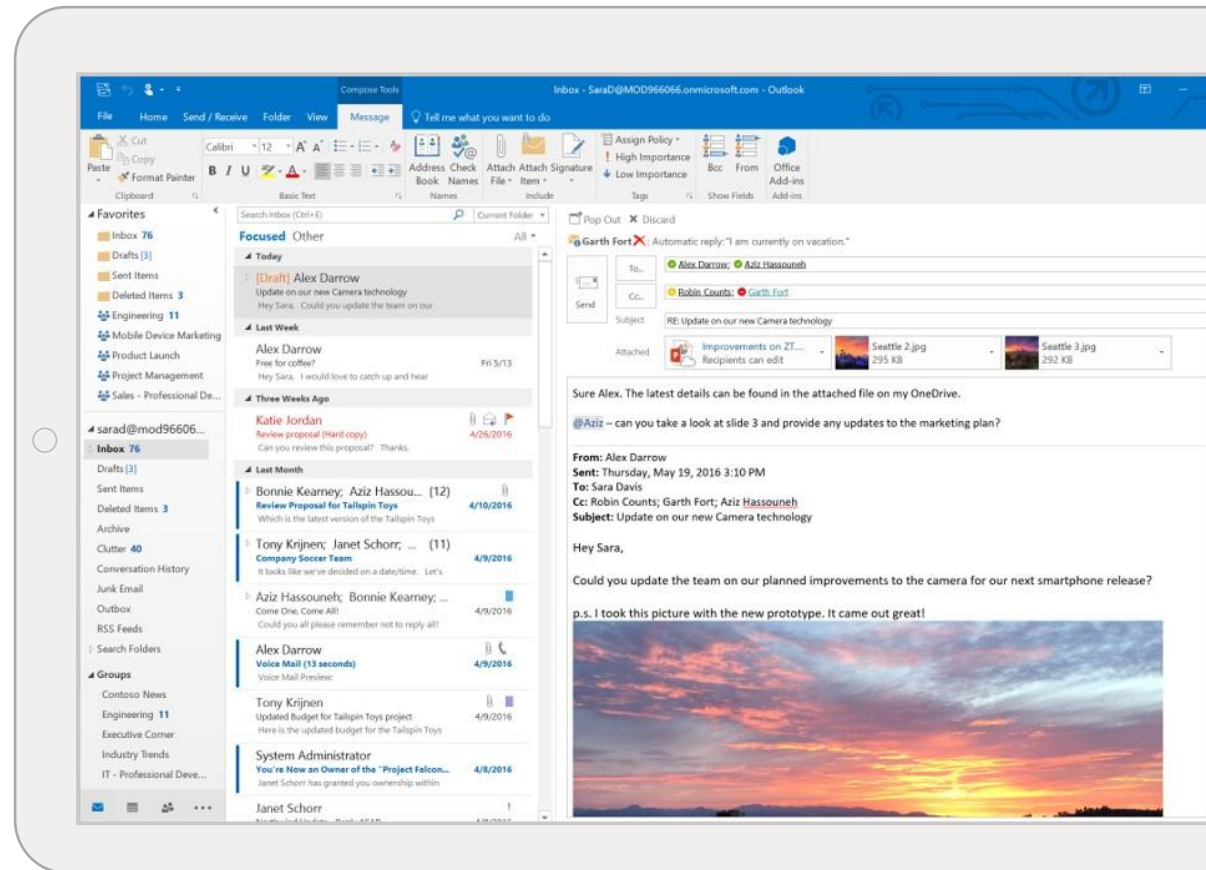 Compose Tools
Inbox - SaraD@MOD966066.onmicrosoft.com - Outlook
File Home Send / Receive Folder View Message Tell me what you want to do
Paste
Cut
Copy
Format Painter
Clipboard
Calibri 12
B I U
Basic Text
Address Book
Check Names
Names
Attach File
Attach Item
Signature
Include
Assign Policy
High Importance
Low Importance
Tags
Bcc From
Show Fields
Office Add-ins
Add-ins
Favorites
Inbox 76
Drafts [3]
Sent Items
Deleted Items 3
Engineering 11
Mobile Device Marketing
Product Launch
Project Management
Sales - Professional De...
sarad@mod96606...
Inbox 76
Drafts [3]
Sent Items
Deleted Items 3
Archive
Clutter 40
Conversation History
Junk Email
Outbox
RSS Feeds
Search Folders
Groups
Contoso News
Engineering 11
Executive Corner
Industry Trends
IT - Professional Deve...
Search Inbox (Ctrl+E) Current Folder
Focused Other All
Today
[Draft] Alex Darrow
Update on our new Camera technology
Hey Sara, Could you update the team on our
Last Week
Alex Darrow
Free for coffee? Fri 5/13
Hey Sara, I would love to catch up and hear
Three Weeks Ago
Katie Jordan
Review proposal (Hard copy) 4/26/2016
Can you review this proposal? Thanks,
Last Month
Bonnie Kearney; Aziz Hassou... (12)
Review Proposal for Tailspin Toys 4/10/2016
Which is the latest version of the Tailspin Toys
Tony Krijnen; Janet Schorr; ... (11)
Company Soccer Team 4/9/2016
It looks like we've decided on a date/time. Let's
Aziz Hassouneh; Bonnie Kearney; ...
Come One, Come All! 4/9/2016
Could you all please remember not to reply all!
Alex Darrow
Voice Mail (13 seconds) 4/9/2016
Voice Mail Preview:
Tony Krijnen
Updated Budget for Tailspin Toys project 4/9/2016
Here is the updated budget for the Tailspin Toys
System Administrator
You're Now an Owner of the "Project Falcon... 4/8/2016
Janet Schorr has granted you ownership within
Janet Schorr
Pop Out Discard
Garth Fort : Automatic reply:"I am currently on vacation."
Send
To... Alex Darrow; Aziz Hassouneh
Cc... Robin Counts; Garth Fort
Subject RE: Update on our new Camera technology
Attached
Improvements on ZT...
Recipients can edit
Seattle 2.jpg
295 KB
Seattle 3.jpg
292 KB
Sure Alex. The latest details can be found in the attached file on my OneDrive.
@Aziz – can you take a look at slide 3 and provide any updates to the marketing plan?
From: Alex Darrow
Sent: Thursday, May 19, 2016 3:10 PM
To: Sara Davis
Cc: Robin Counts; Garth Fort; Aziz Hassouneh
Subject: Update on our new Camera technology
Hey Sara,
Could you update the team on our planned improvements to the camera for our next smartphone release?
p.s. I took this picture with the new prototype. It came out great!